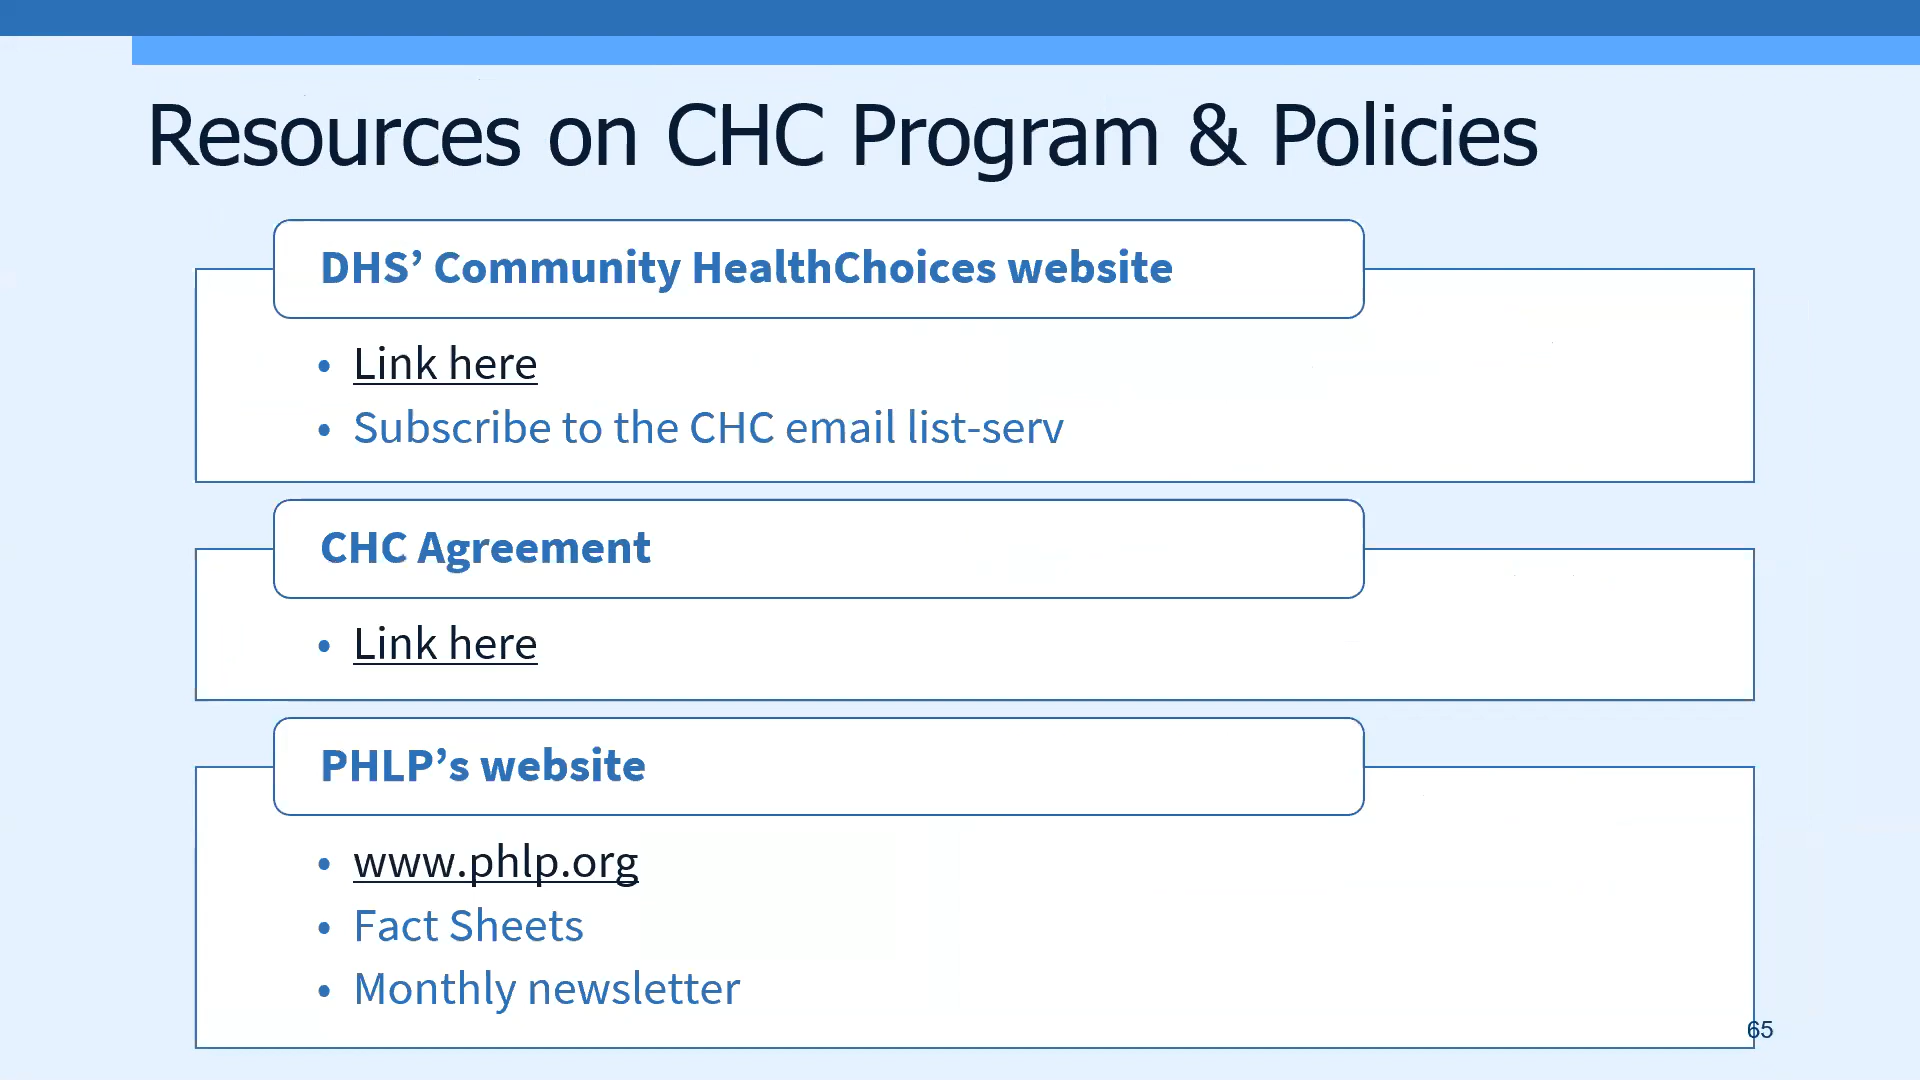 Resources on CHC Program & Policies
DHS’ Community HealthChoices website
• Link here
• Subscribe to the CHC email list-serv
CHC Agreement
• Link here
PHLP’s website
• www.phlp.org
• Fact Sheets
• Monthly newsletter
65